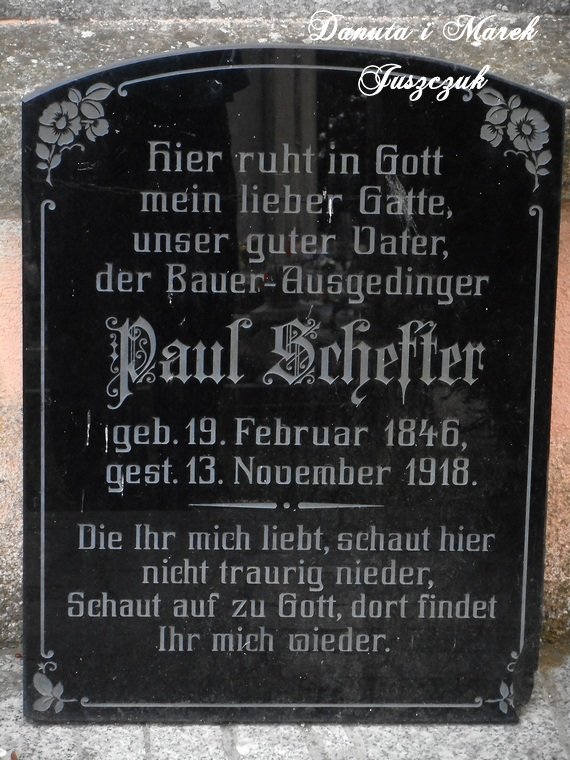 Danuta i Marek
Juszczuk
Hier ruht in Gott
mein lieber Gatte,
unser guter Vater,
der Bauer-Ausgedinger
Paul Schefter
geb. 19. Februar 1846,
gest. 13. November 1918.
Die Ihr mich liebt, schaut hier
nicht traurig nieder,
Schaut auf zu Gott, dort findet
Ihr mich wieder.